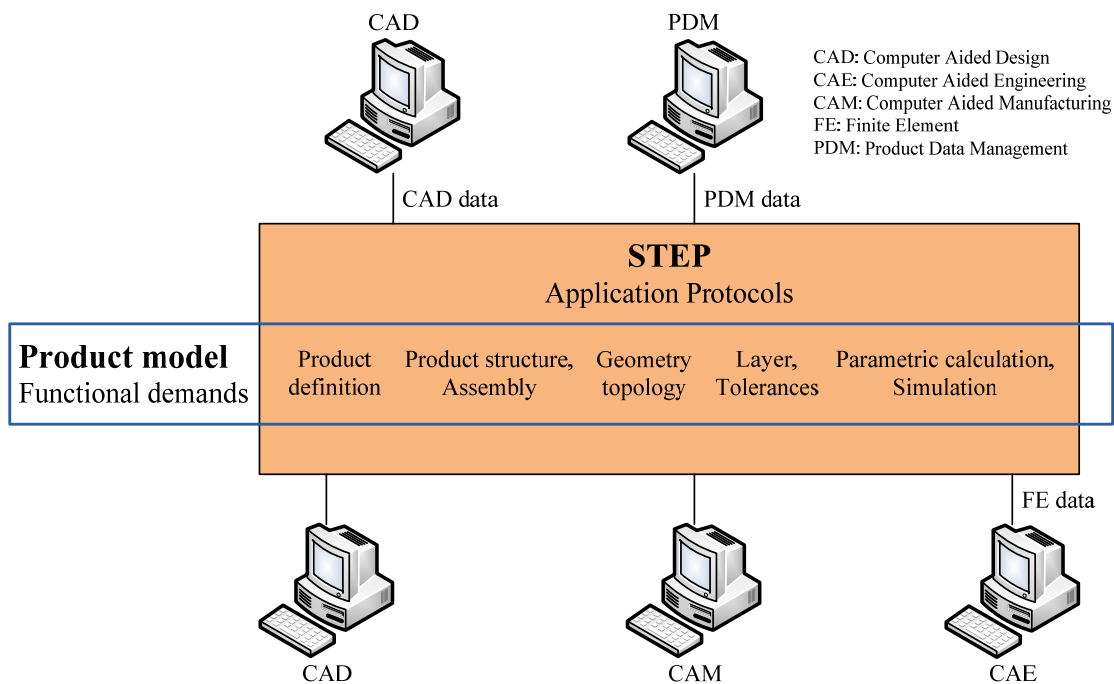 CAD
PDM
CAD: Computer Aided Design
CAE: Computer Aided Engineering
CAM: Computer Aided Manufacturing
FE: Finite Element
PDM: Product Data Management
CAD data
PDM data
STEP
Application Protocols
Product model
Functional demands
Product
definition
Product structure,
Assembly
Geometry
topology
Layer,
Tolerances
Parametric calculation,
Simulation
FE data
CAD
CAM
CAE